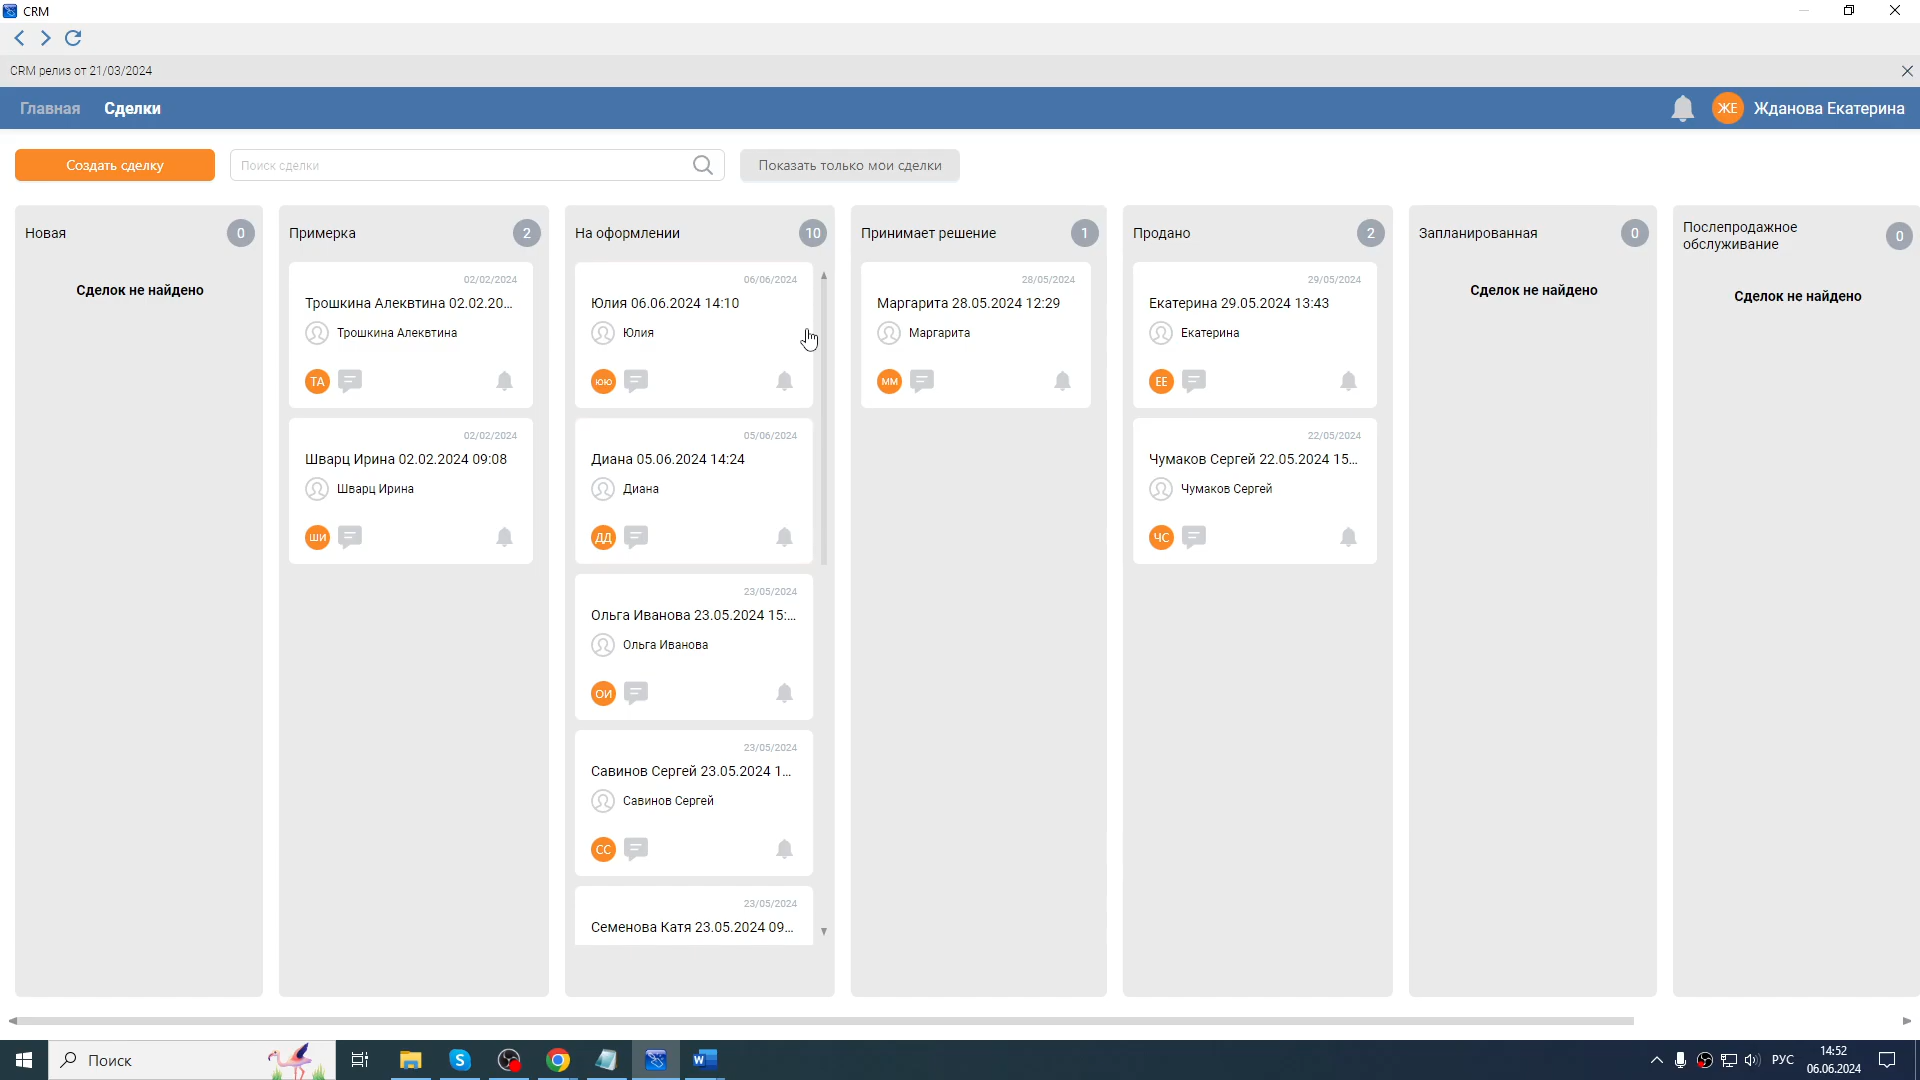 CRM
CRM релиз от 21/03/2024
Главная Сделки
ЖЕ Жданова Екатерина
Создать сделку
Поиск сделки
Показать только мои сделки
Новая 0
Сделок не найдено
Примерка 2
02/02/2024
Трошкина Алевтина 02.02.20...
Трошкина Алевтина
ТА
02/02/2024
Шварц Ирина 02.02.2024 09:08
Шварц Ирина
ШИ
На оформлении 10
06/06/2024
Юлия 06.06.2024 14:10
Юлия
ЮЮ
05/06/2024
Диана 05.06.2024 14:24
Диана
ДД
23/05/2024
Ольга Иванова 23.05.2024 15:...
Ольга Иванова
ОИ
23/05/2024
Савинов Сергей 23.05.2024 1...
Савинов Сергей
СС
23/05/2024
Семенова Катя 23.05.2024 09...
Принимает решение 1
28/05/2024
Маргарита 28.05.2024 12:29
Маргарита
ММ
Продано 2
29/05/2024
Екатерина 29.05.2024 13:43
Екатерина
ЕЕ
22/05/2024
Чумаков Сергей 22.05.2024 15...
Чумаков Сергей
ЧС
Запланированная 0
Сделок не найдено
Послепродажное
обслуживание 0
Сделок не найдено
Поиск
РУС
14:52
06.06.2024